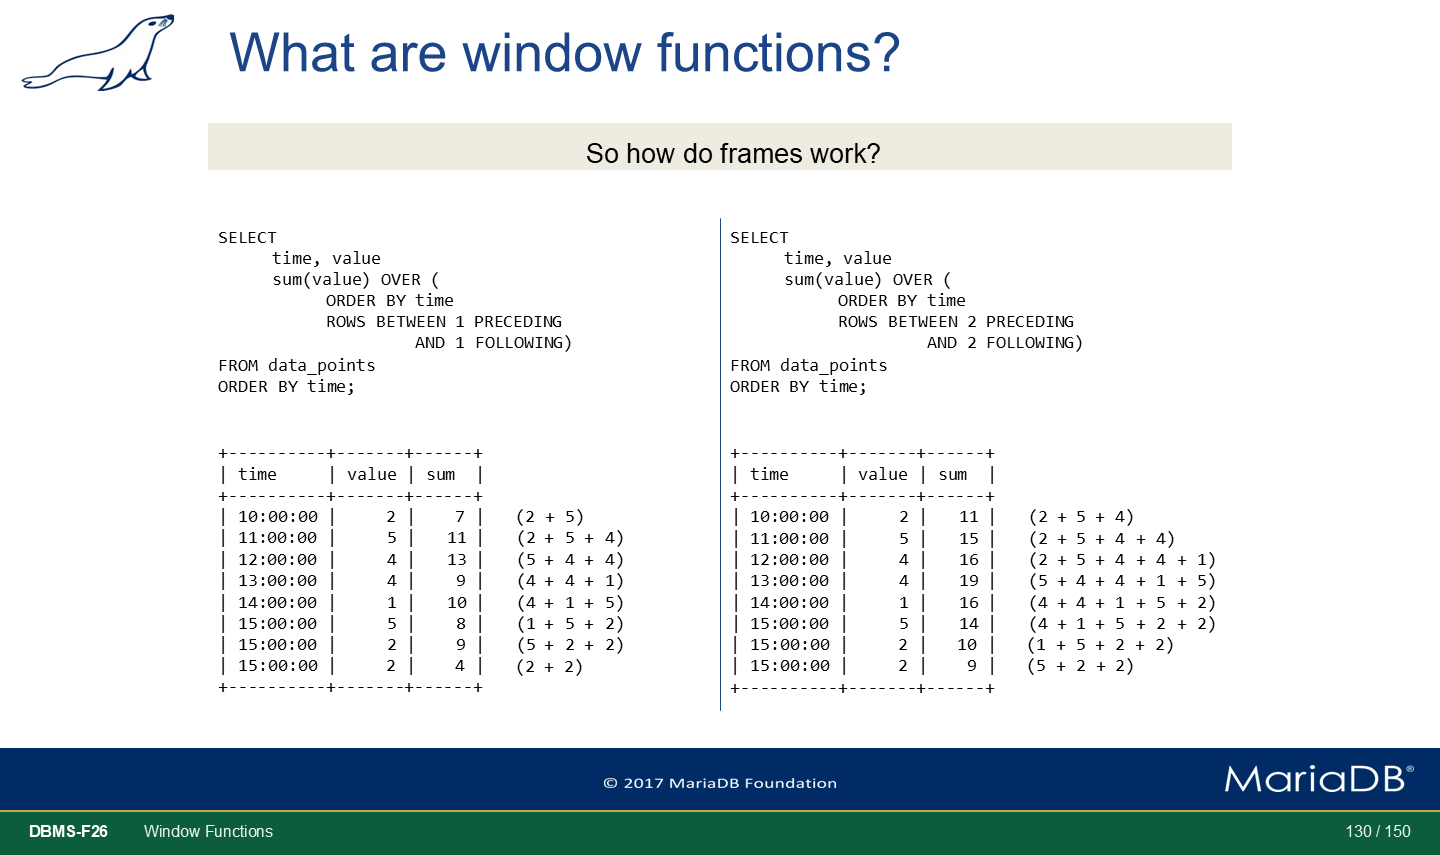 What are window functions?
So how do frames work?
SELECT
time, value
sum(value) OVER (
ORDER BY time
ROWS BETWEEN 1 PRECEDING
AND 1 FOLLOWING)
FROM data_points
ORDER BY time;
+----------+-------+------+
| time     | value | sum  |
+----------+-------+------+
| 10:00:00 |     2 |    7 |   (2 + 5)
| 11:00:00 |     5 |   11 |   (2 + 5 + 4)
| 12:00:00 |     4 |   13 |   (5 + 4 + 4)
| 13:00:00 |     4 |    9 |   (4 + 4 + 1)
| 14:00:00 |     1 |   10 |   (4 + 1 + 5)
| 15:00:00 |     5 |    8 |   (1 + 5 + 2)
| 15:00:00 |     2 |    9 |   (5 + 2 + 2)
| 15:00:00 |     2 |    4 |   (2 + 2)
+----------+-------+------+
SELECT
time, value
sum(value) OVER (
ORDER BY time
ROWS BETWEEN 2 PRECEDING
AND 2 FOLLOWING)
FROM data_points
ORDER BY time;
+----------+-------+------+
| time     | value | sum  |
+----------+-------+------+
| 10:00:00 |     2 |   11 |   (2 + 5 + 4)
| 11:00:00 |     5 |   15 |   (2 + 5 + 4 + 4)
| 12:00:00 |     4 |   16 |   (2 + 5 + 4 + 4 + 1)
| 13:00:00 |     4 |   19 |   (5 + 4 + 4 + 1 + 5)
| 14:00:00 |     1 |   16 |   (4 + 4 + 1 + 5 + 2)
| 15:00:00 |     5 |   14 |   (4 + 1 + 5 + 2 + 2)
| 15:00:00 |     2 |   10 |   (1 + 5 + 2 + 2)
| 15:00:00 |     2 |    9 |   (5 + 2 + 2)
+----------+-------+------+
© 2017 MariaDB Foundation
MariaDB®
DBMS-F26 Window Functions 130 / 150